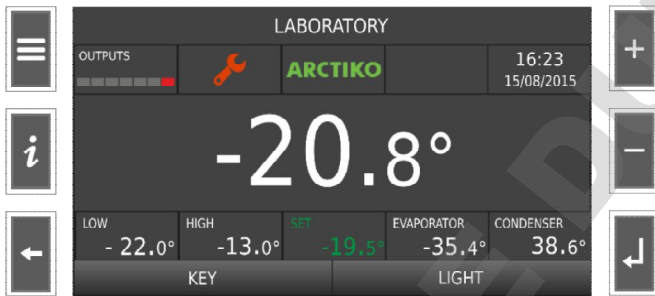 LABORATORY
OUTPUTS
ARCTIKO
16:23
15/08/2015
i
+
-20.8°
-
LOW HIGH SET EVAPORATOR CONDENSER
- 22.0° -13.0° -19.5° -35.4° 38.6°
KEY LIGHT